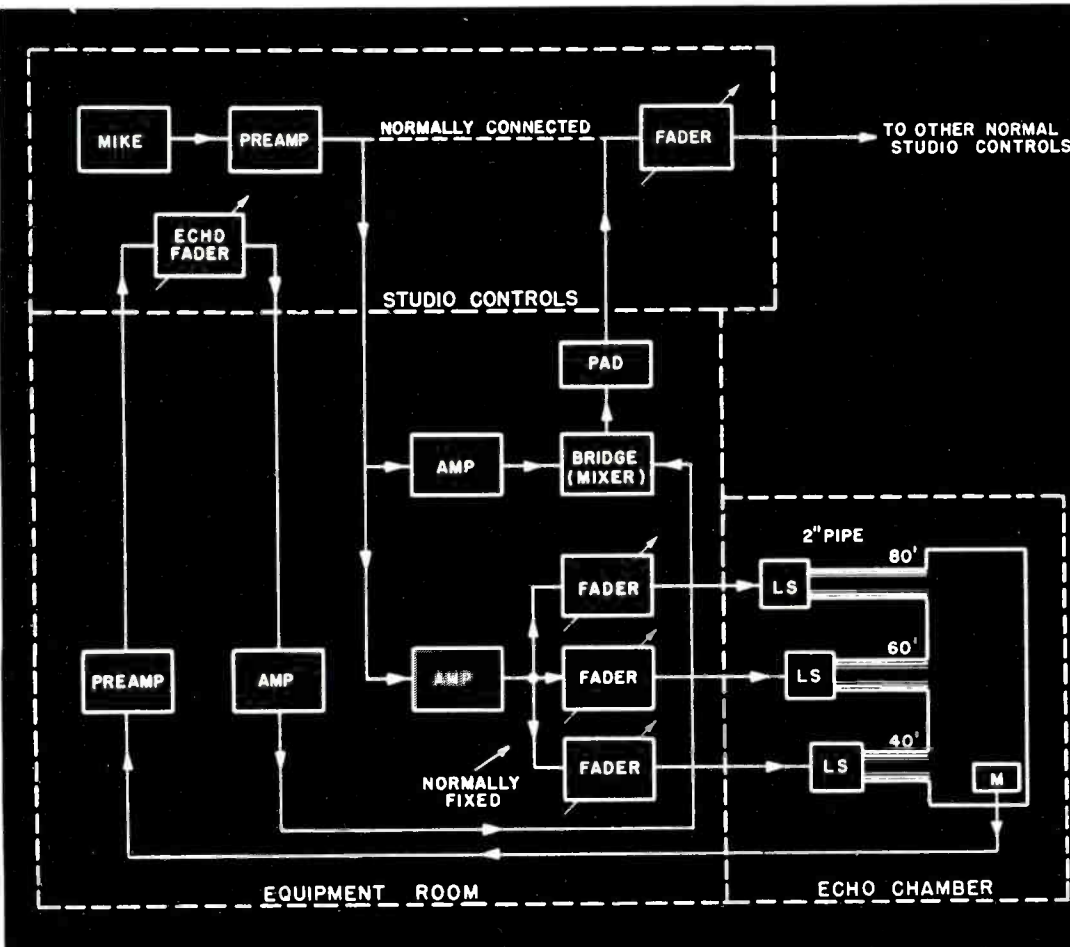 MIKE
PREAMP
NORMALLY CONNECTED
FADER
TO OTHER NORMAL
STUDIO CONTROLS
ECHO
FADER
STUDIO CONTROLS
PAD
AMP
BRIDGE
(MIXER)
2" PIPE
80'
LS
FADER
60'
LS
PREAMP
AMP
AMP
FADER
40'
LS
FADER
M
NORMALLY
FIXED
EQUIPMENT ROOM
ECHO CHAMBER